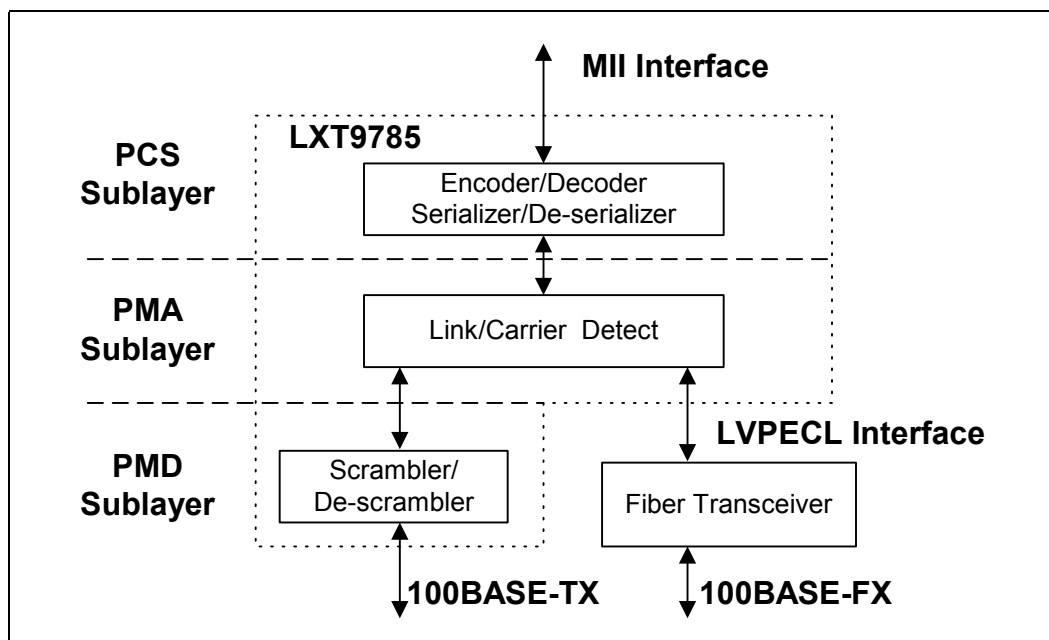 MII Interface
LXT9785
PCS
Sublayer
Encoder/Decoder
Serializer/De-serializer
PMA
Sublayer
Link/Carrier Detect
LVPECL Interface
PMD
Sublayer
Scrambler/
De-scrambler
Fiber Transceiver
100BASE-TX
100BASE-FX